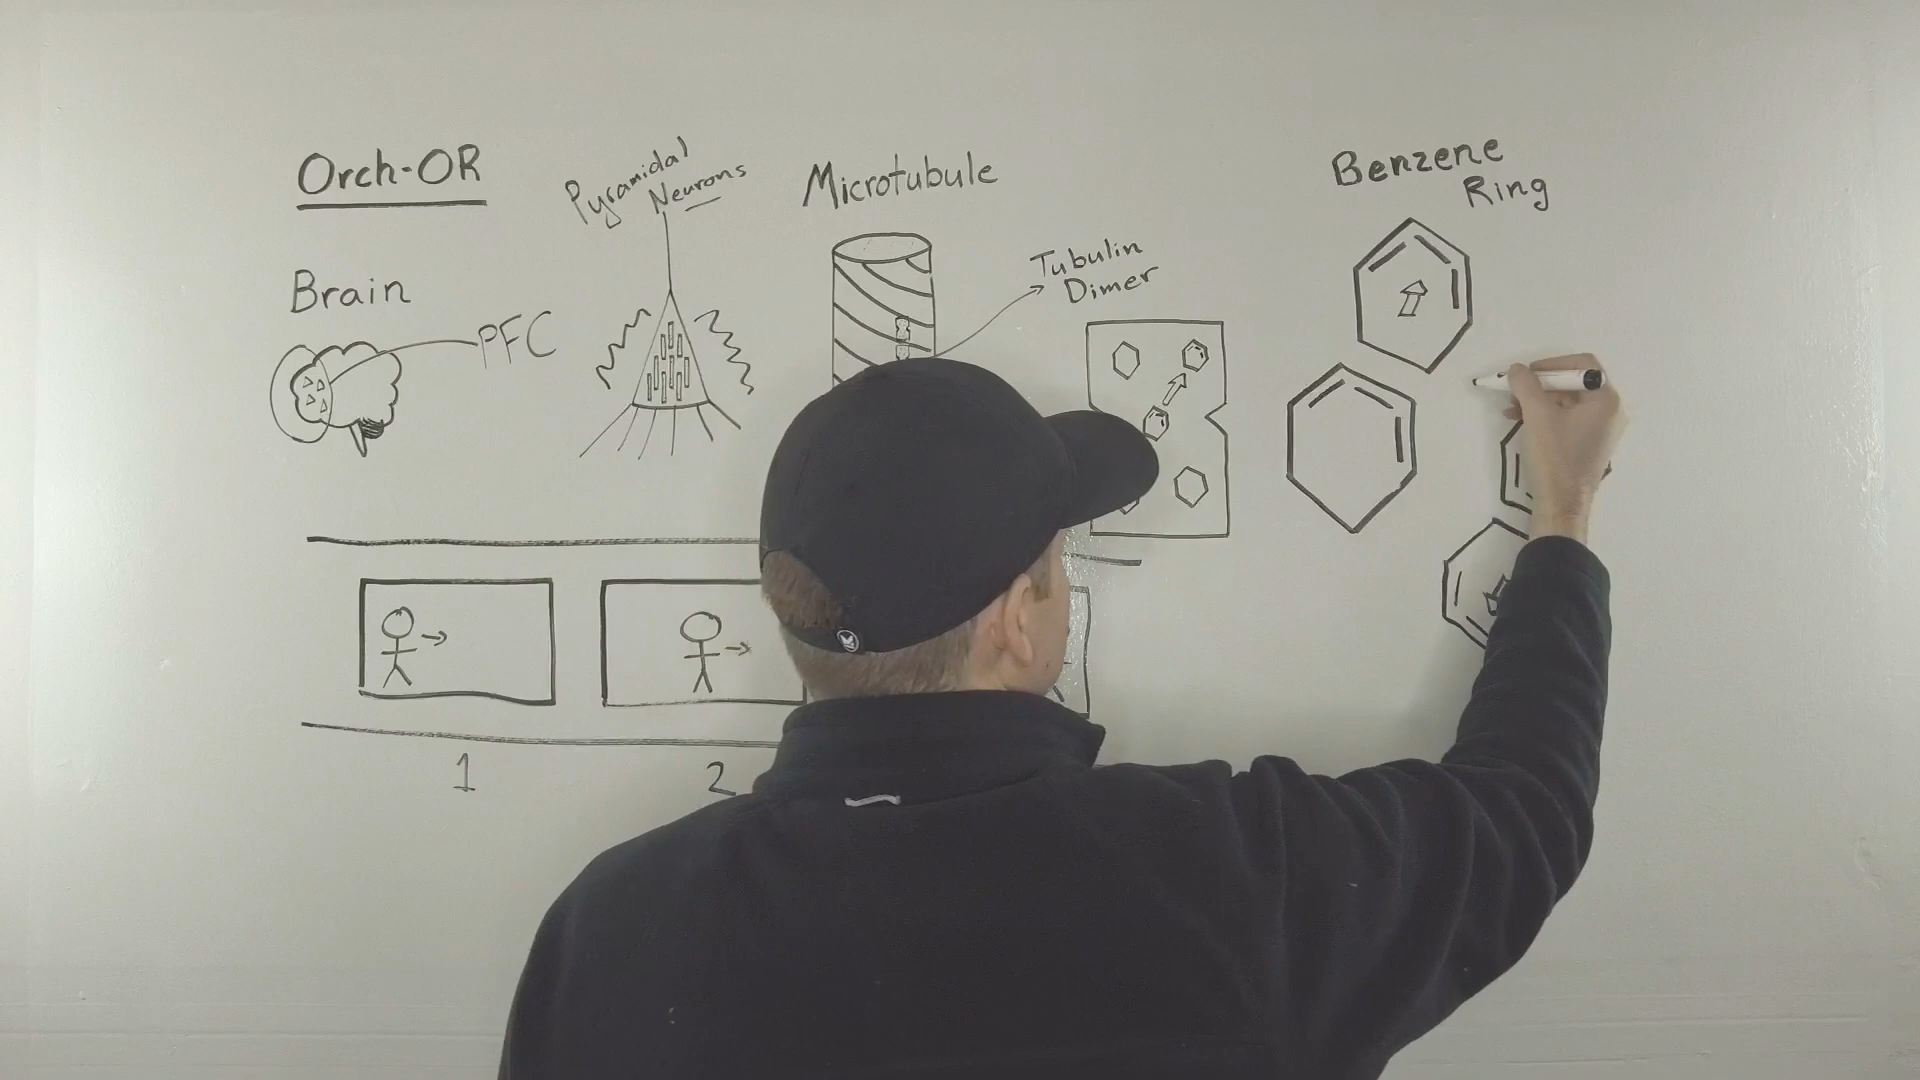 Orch-OR
Brain
PFC
Pyramidal
Neurons
Microtubule
Tubulin
Dimer
Benzene
Ring
1
2